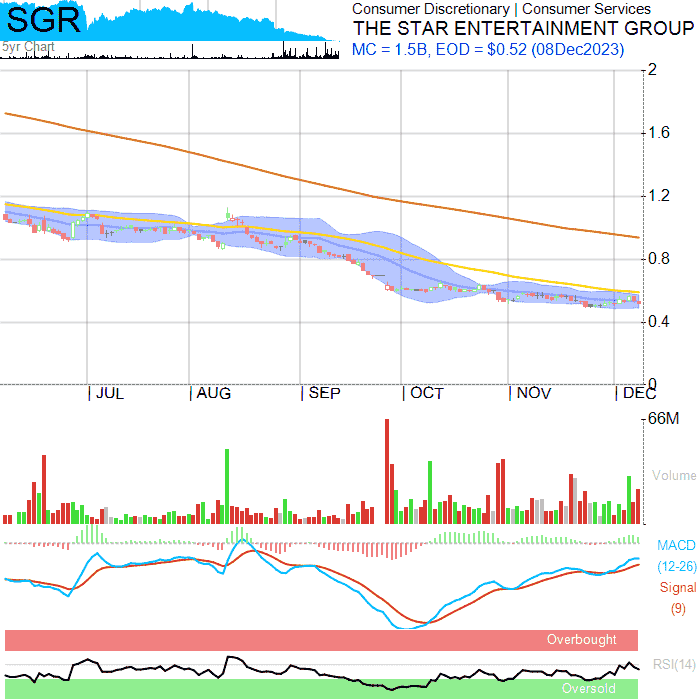 SGR
Consumer Discretionary | Consumer Services
THE STAR ENTERTAINMENT GROUP
MC = 1.5B, EOD = $0.52 (08Dec2023)
5yr Chart
2
1.6
1.2
0.8
0.4
0
JUL AUG SEP OCT NOV DEC
66M
Volume
MACD
(12-26)
Signal
(9)
Overbought
RSI(14)
Oversold